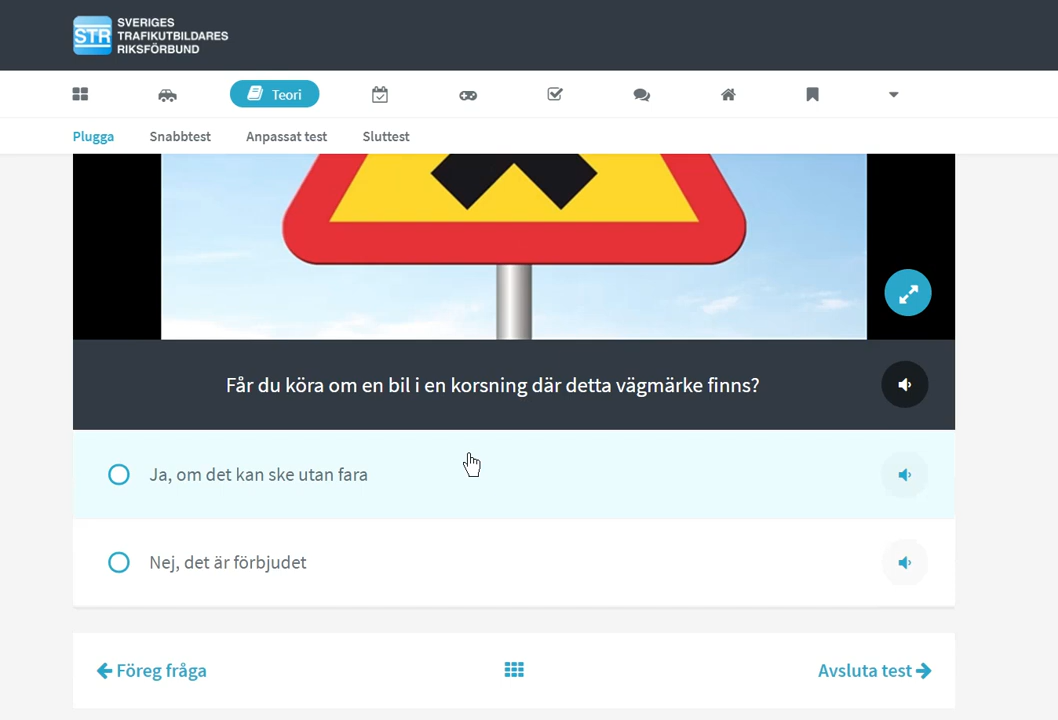 STR
SVERIGES
TRAFIKUTBILDARES
RIKSFÖRBUND
Teori
Plugga Snabbtest Anpassat test Sluttest
Får du köra om en bil i en korsning där detta vägmärke finns?
Ja, om det kan ske utan fara
Nej, det är förbjudet
Föreg fråga Avsluta test